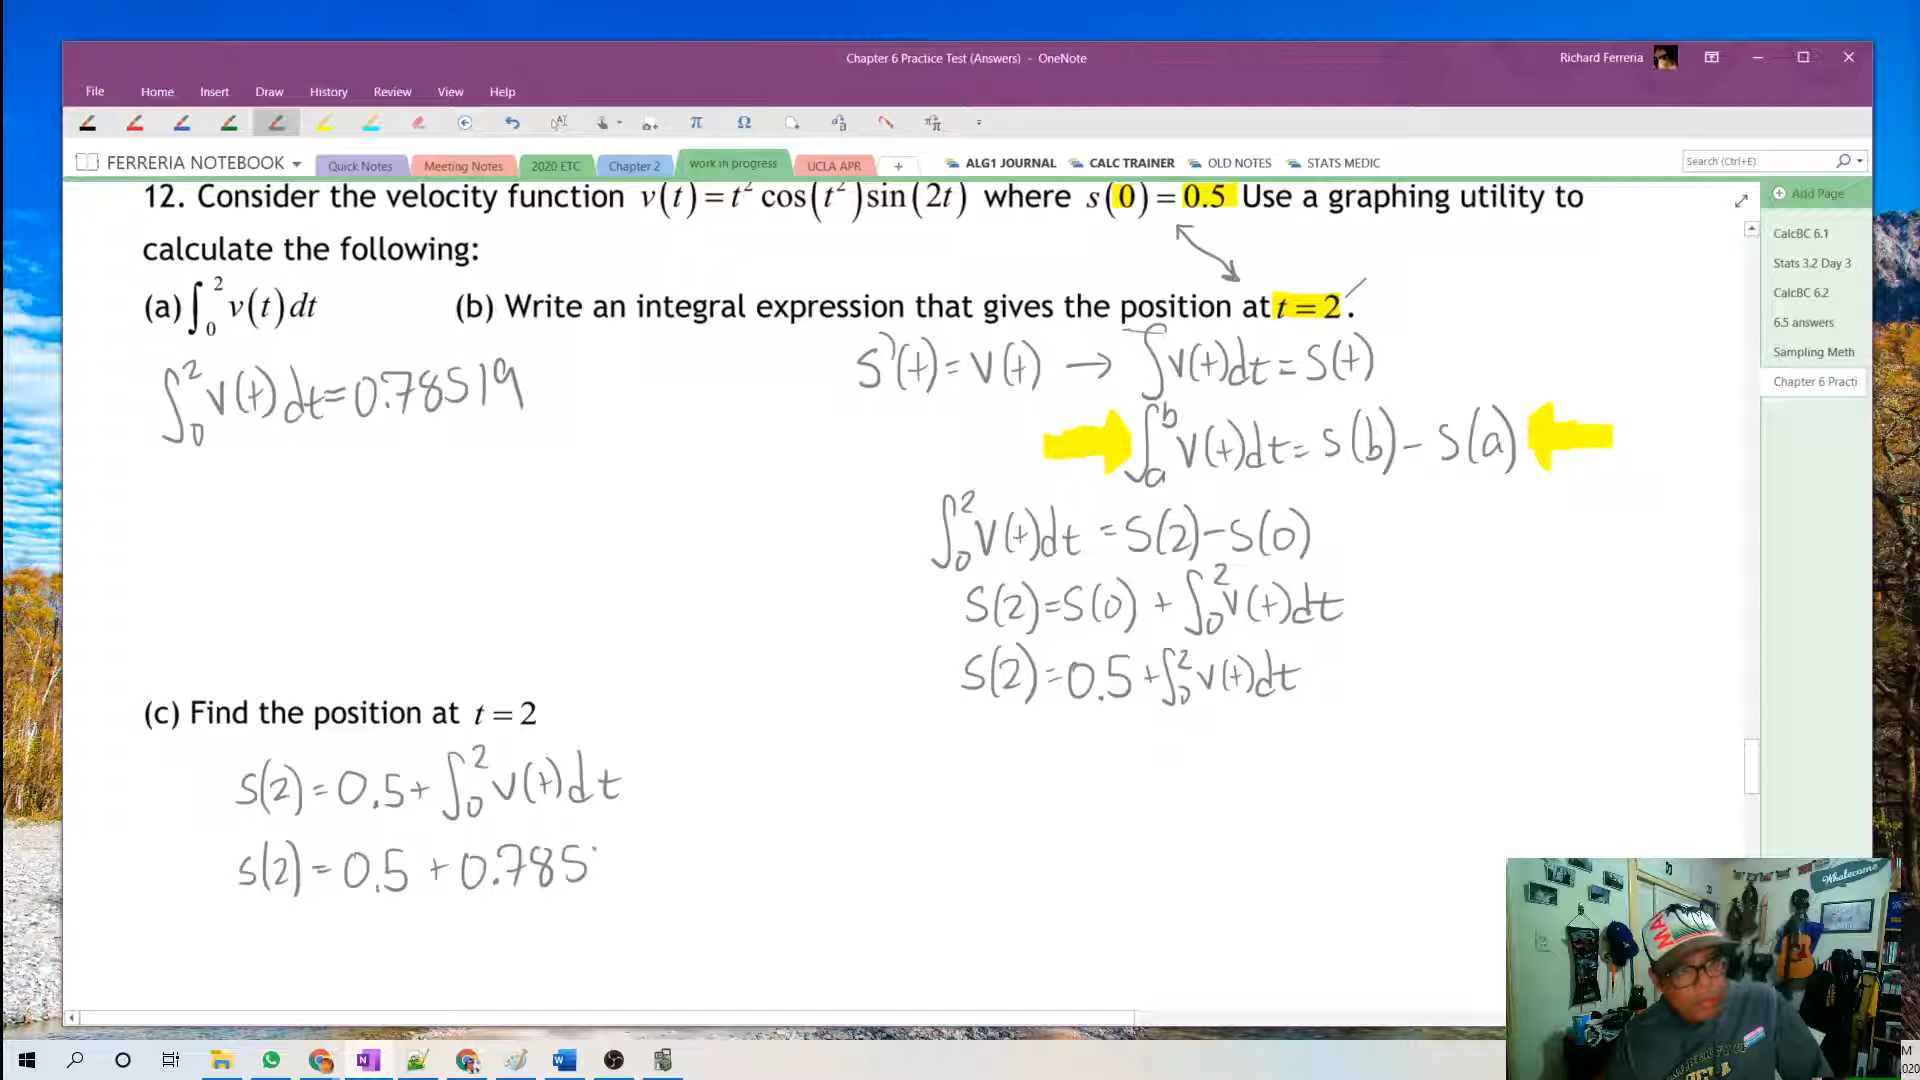 Chapter 6 Practice Test (Answers) - OneNote
Richard Ferreria
File Home Insert Draw History Review View Help
FERRERIA NOTEBOOK Quick Notes Meeting Notes 2020 ETC Chapter 2 work in progress UCLA APR + ALG1 JOURNAL CALC TRAINER OLD NOTES STATS MEDIC Search (Ctrl+E)
12. Consider the velocity function v(t) = t² cos(t²) sin(2t) where s(0) = 0.5 Use a graphing utility to
calculate the following:
(a) ∫₀² v(t) dt (b) Write an integral expression that gives the position at t = 2.
∫₀² v(t) dt = 0.78519
S'(t) = V(t) → ∫V(t)dt = S(t)
∫ₐᵇ V(t)dt = S(b) - S(a)
∫₀² V(t)dt = S(2) - S(0)
S(2) = S(0) + ∫₀² V(t)dt
S(2) = 0.5 + ∫₀² V(t)dt
(c) Find the position at t = 2
S(2) = 0.5 + ∫₀² V(t)dt
S(2) = 0.5 + 0.785
Add Page
CalcBC 6.1
Stats 3.2 Day 3
CalcBC 6.2
6.5 answers
Sampling Meth
Chapter 6 Practi
Whalecome